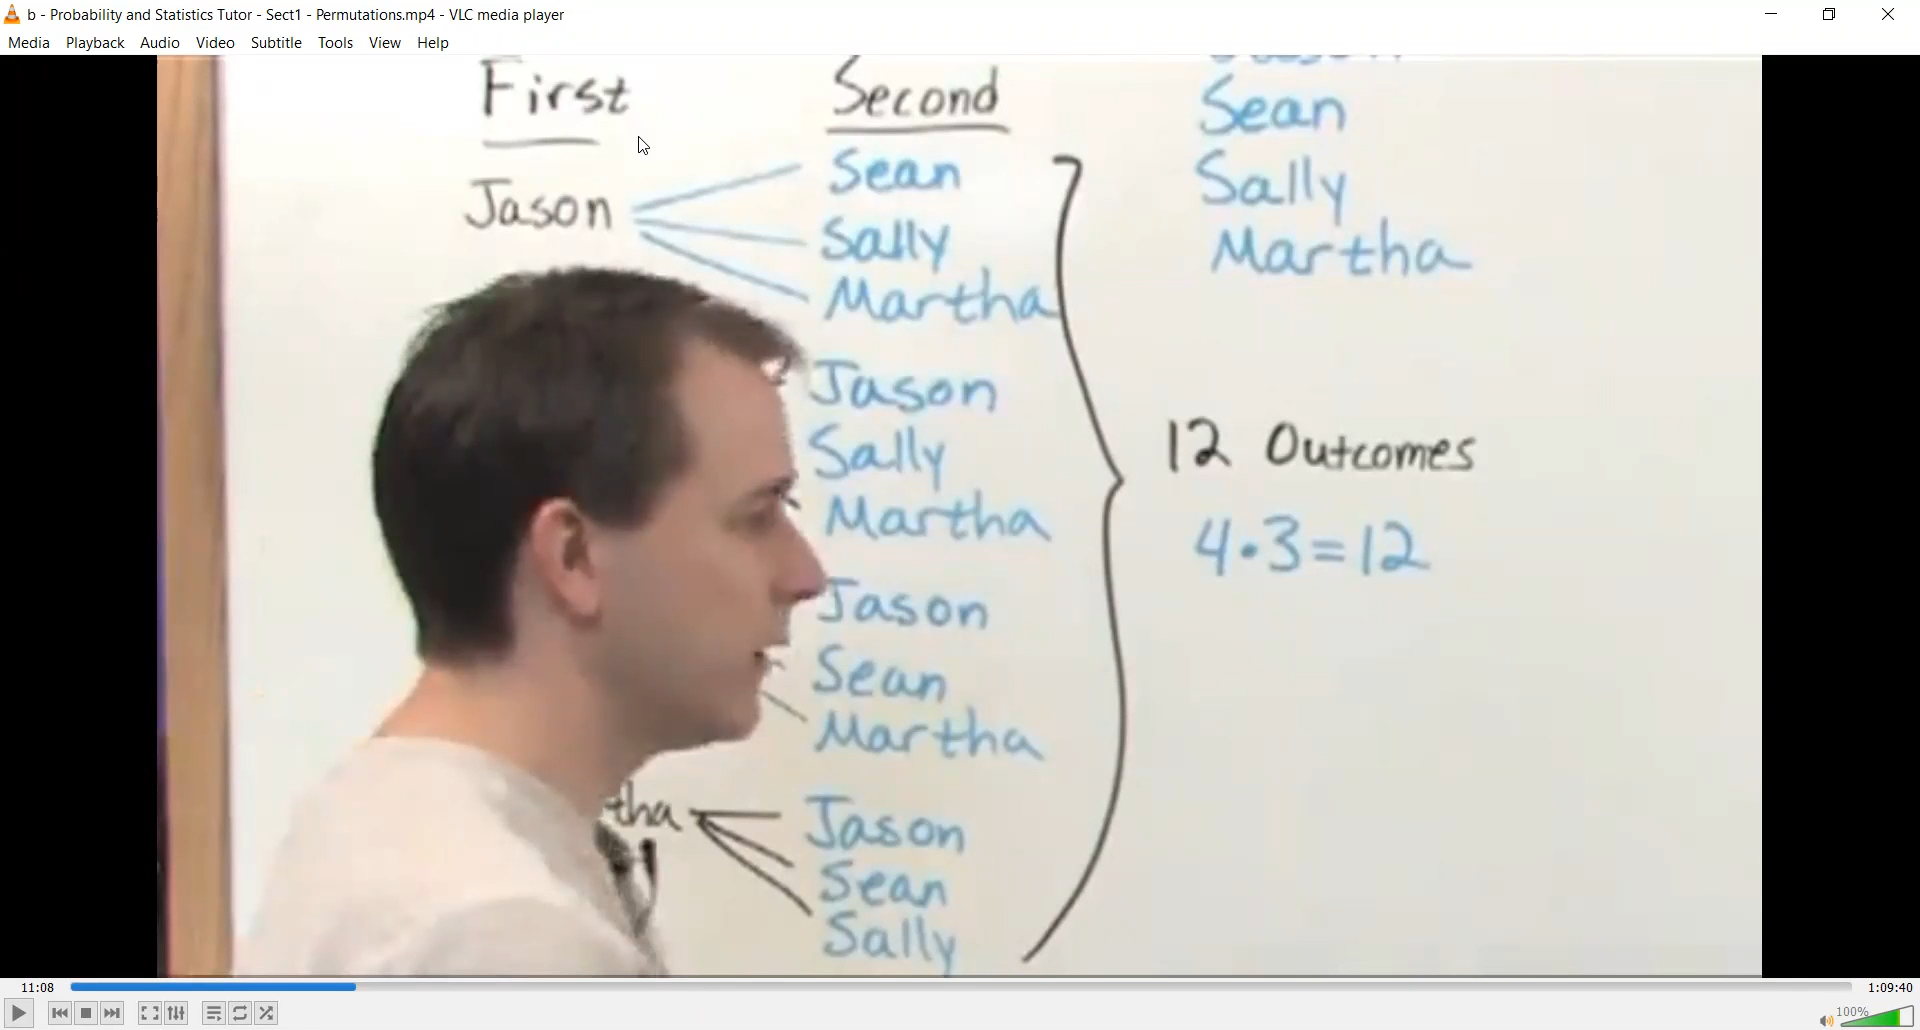 b - Probability and Statistics Tutor - Sect1 - Permutations.mp4 - VLC media player
Media Playback Audio Video Subtitle Tools View Help
First
Jason
tha
Second
Sean
Sally
Martha
Jason
Sally
Martha
Jason
Sean
Martha
Jason
Sean
Sally
Sean
Sally
Martha
12 Outcomes
4•3=12
11:08
1:09:40
100%